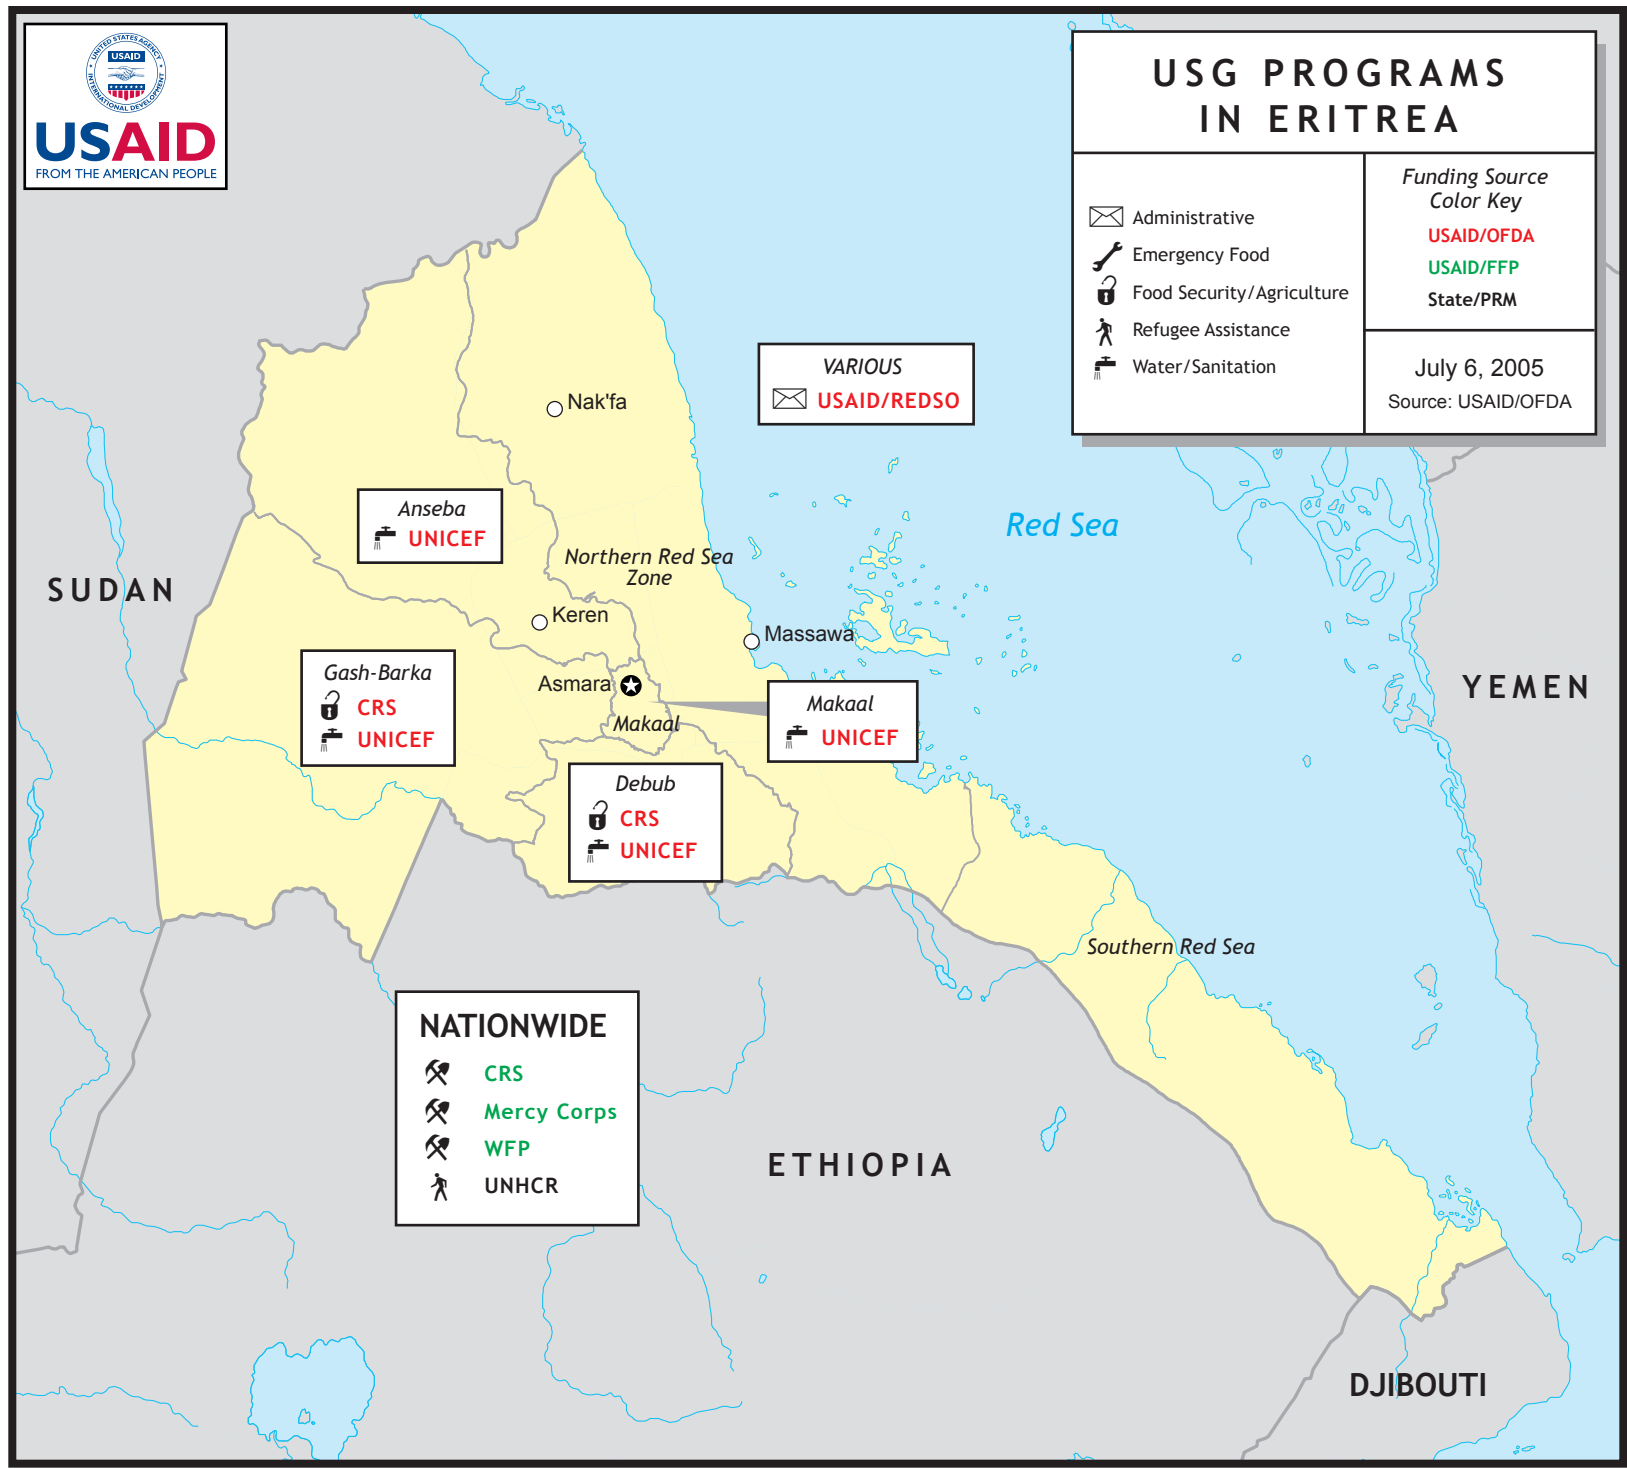 UNITED STATES AGENCY
USAID
INTERNATIONAL DEVELOPMENT
USAID
FROM THE AMERICAN PEOPLE
USG PROGRAMS
IN ERITREA
Administrative
Emergency Food
Food Security/Agriculture
Refugee Assistance
Water/Sanitation
Funding Source
Color Key
USAID/OFDA
USAID/FFP
State/PRM
July 6, 2005
Source: USAID/OFDA
VARIOUS
USAID/REDSO
Nak'fa
Anseba
UNICEF
Red Sea
Northern Red Sea
Zone
SUDAN
Keren
Massawa
Gash-Barka
CRS
UNICEF
Asmara
Makaal
Makaal
UNICEF
YEMEN
Debub
CRS
UNICEF
Southern Red Sea
NATIONWIDE
CRS
Mercy Corps
WFP
UNHCR
ETHIOPIA
DJIBOUTI